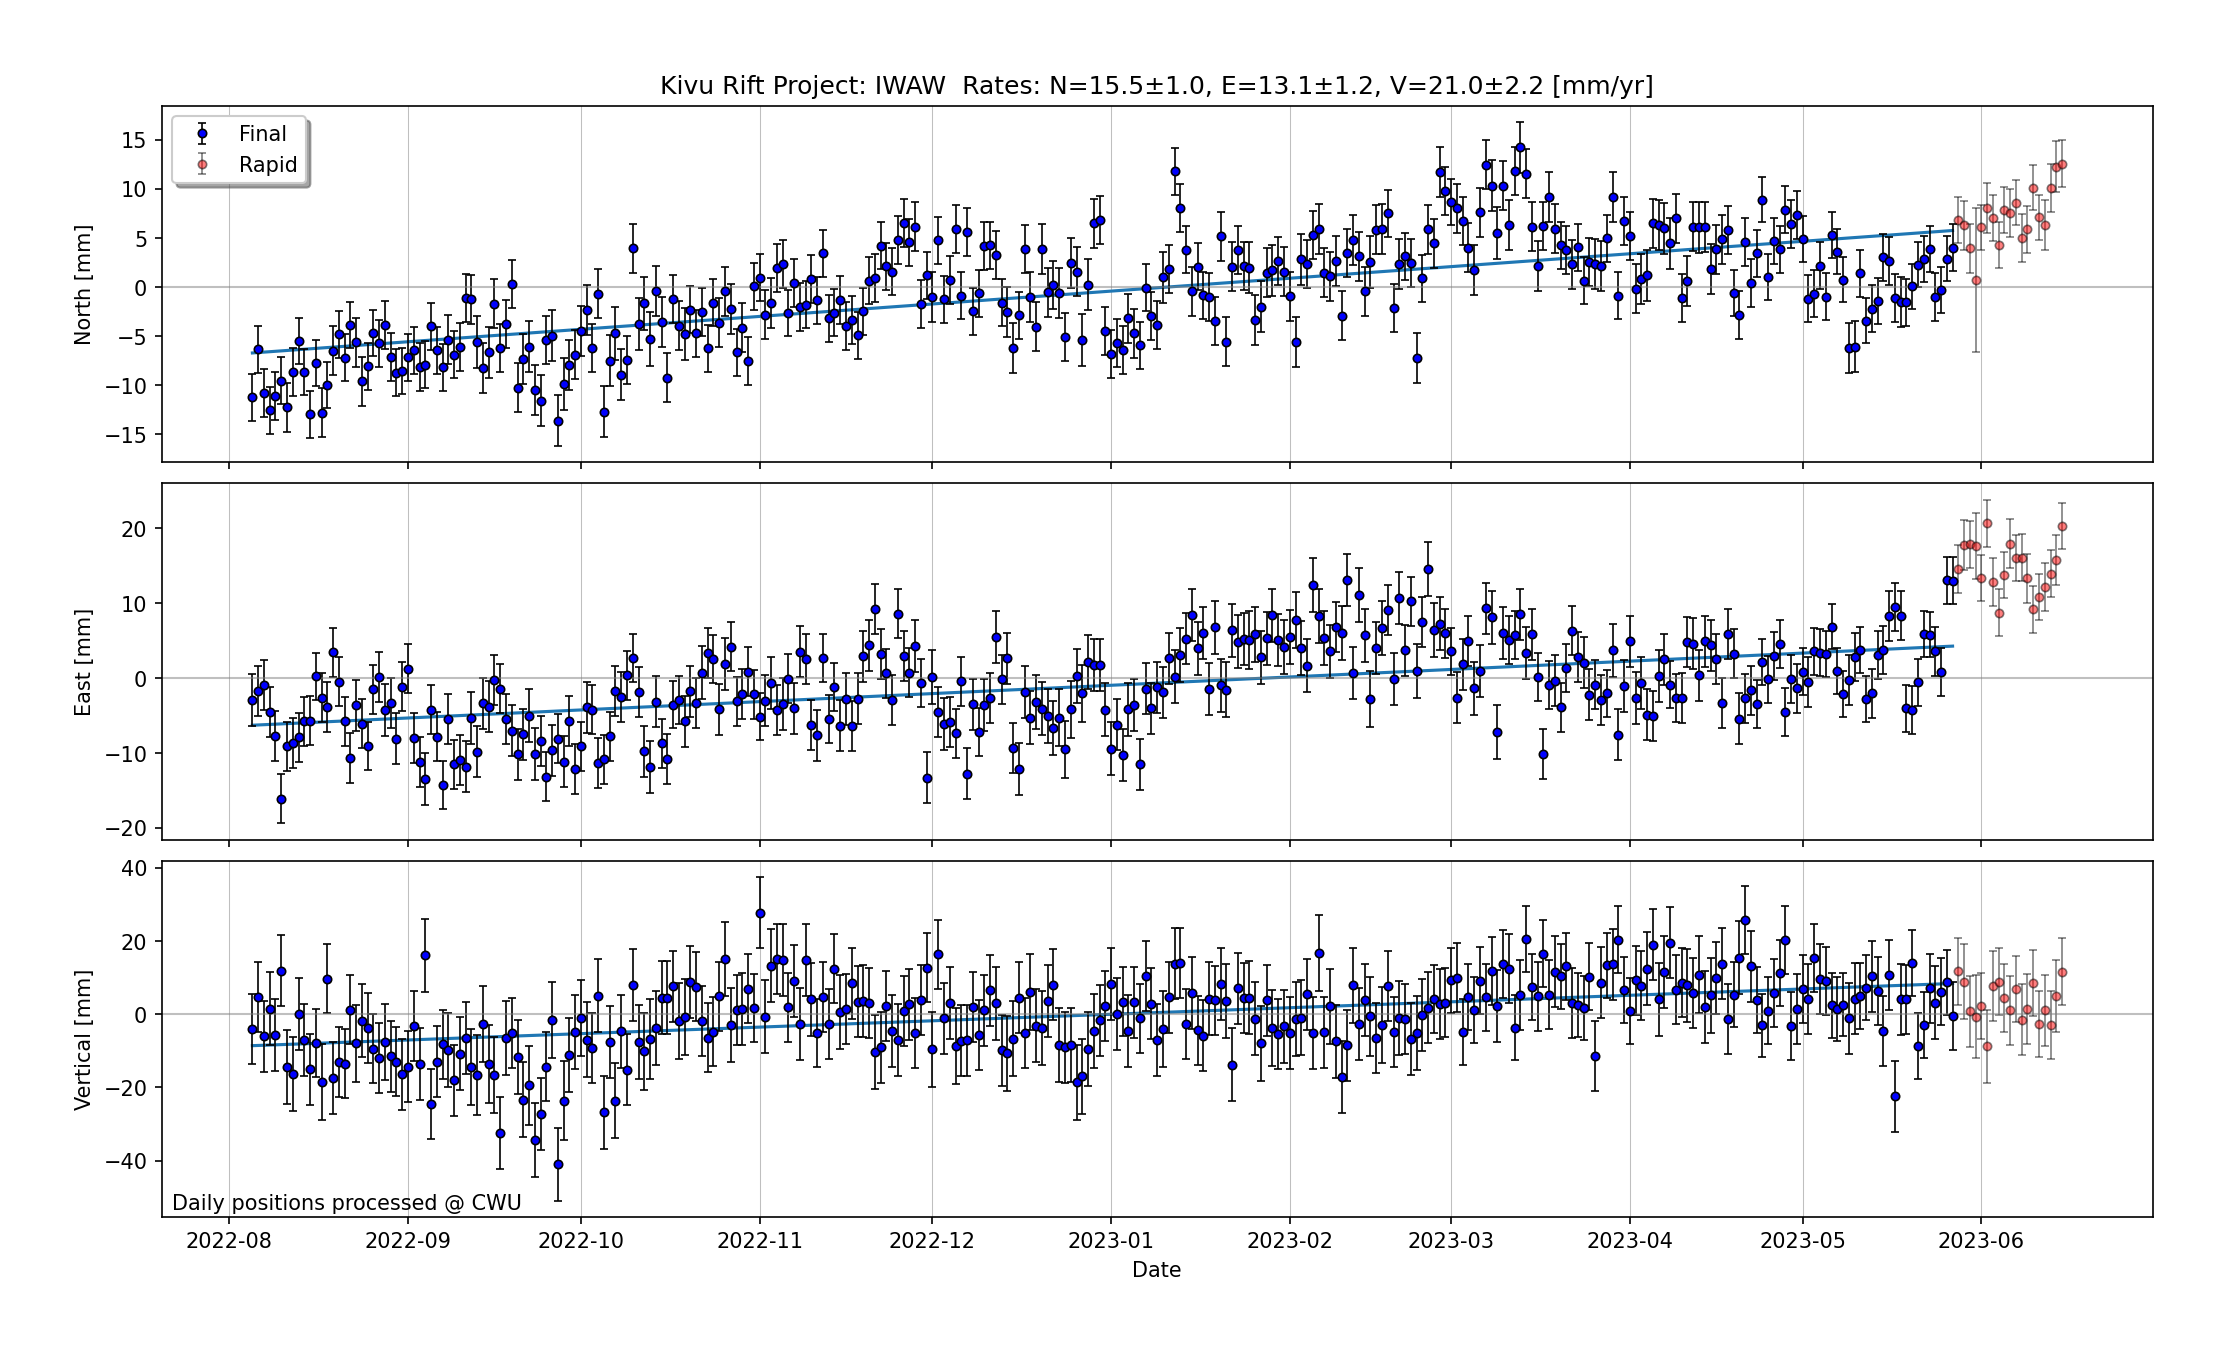 Kivu Rift Project: IWAW  Rates: N=15.5±1.0, E=13.1±1.2, V=21.0±2.2 [mm/yr]
Final
Rapid
North [mm]
15
10
5
0
−5
−10
−15
East [mm]
20
10
0
−10
−20
Vertical [mm]
40
20
0
−20
−40
Daily positions processed @ CWU
2022-08 2022-09 2022-10 2022-11 2022-12 2023-01 2023-02 2023-03 2023-04 2023-05 2023-06
Date